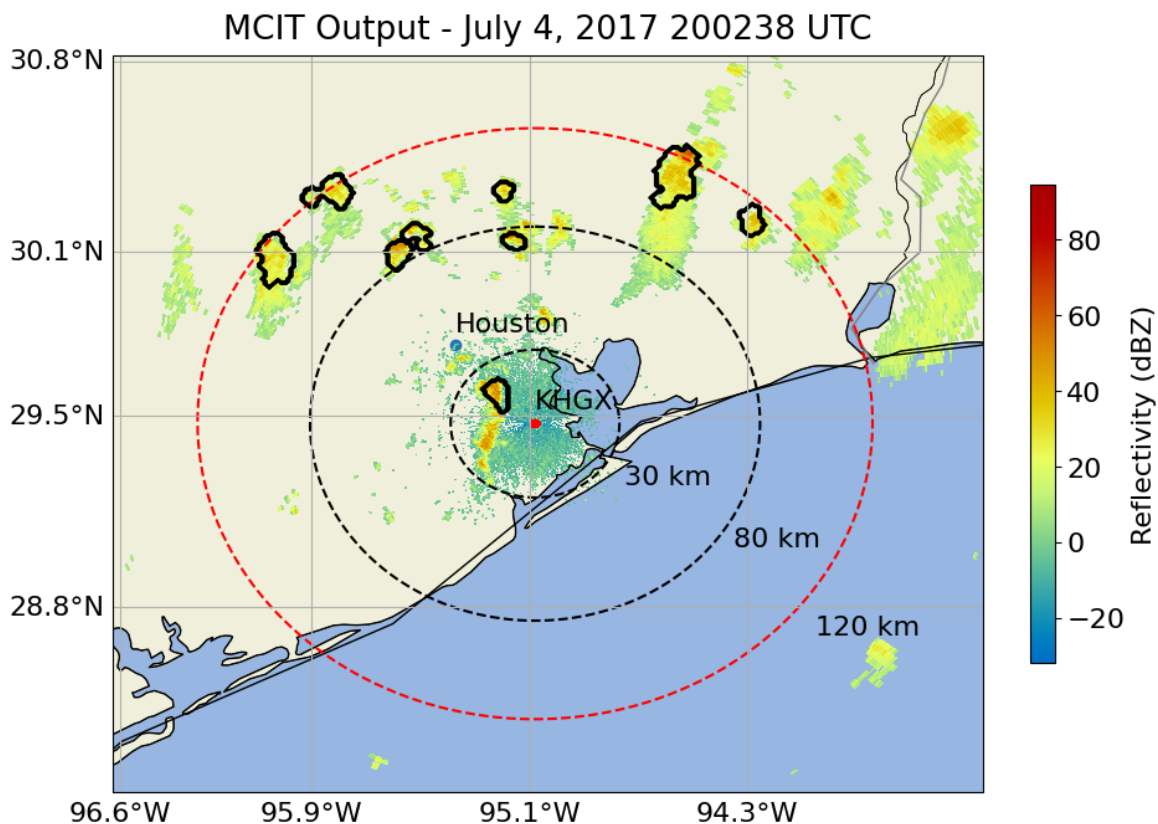 MCIT Output - July 4, 2017 200238 UTC
30.8°N
30.1°N
29.5°N
28.8°N
Houston
KHGX
30 km
80 km
120 km
96.6°W
95.9°W
95.1°W
94.3°W
80
60
40
20
0
−20
Reflectivity (dBZ)